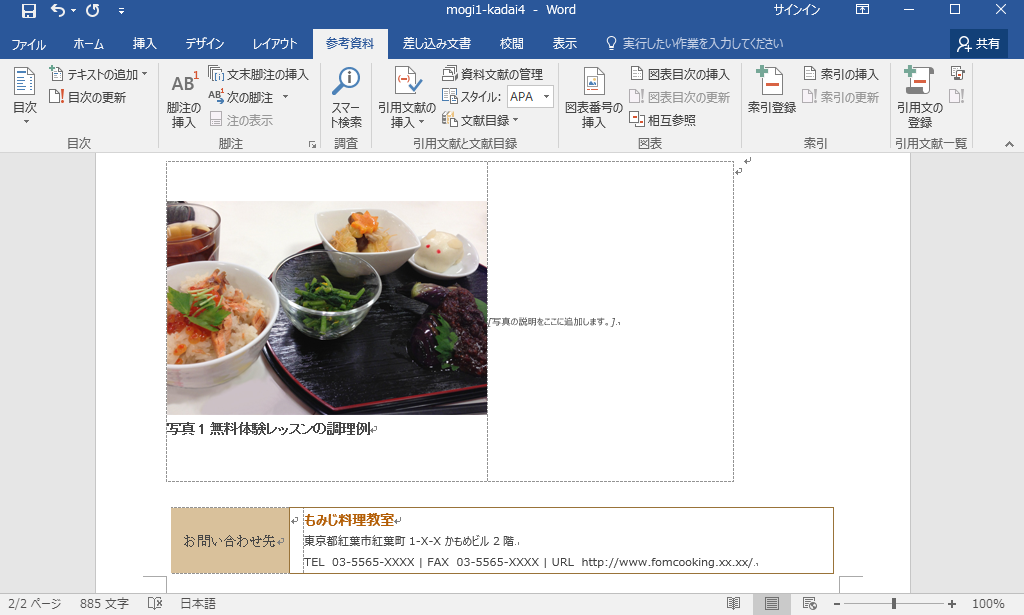 mogi1-kadai4 - Word
サインイン
ファイル ホーム 挿入 デザイン レイアウト 参考資料 差し込み文書 校閲 表示 実行したい作業を入力してください 共有
目次
テキストの追加
目次の更新
目次
AB1
脚注の挿入
文末脚注の挿入
AB1 次の脚注
注の表示
脚注
スマート検索
調査
引用文献の挿入
資料文献の管理
スタイル: APA
文献目録
引用文献と文献目録
図表番号の挿入
図表目次の挿入
図表目次の更新
相互参照
図表
索引登録
索引の挿入
索引の更新
索引
引用文の登録
引用文献一覧
[写真の説明をここに追加します。].
写真 1 無料体験レッスンの調理例
お問い合わせ先
もみじ料理教室
東京都紅葉市紅葉町 1-X-X かもめビル 2 階.
TEL 03-5565-XXXX | FAX 03-5565-XXXX | URL http://www.fomcooking.xx.xx/.
2/2 ページ 885 文字 日本語 100%